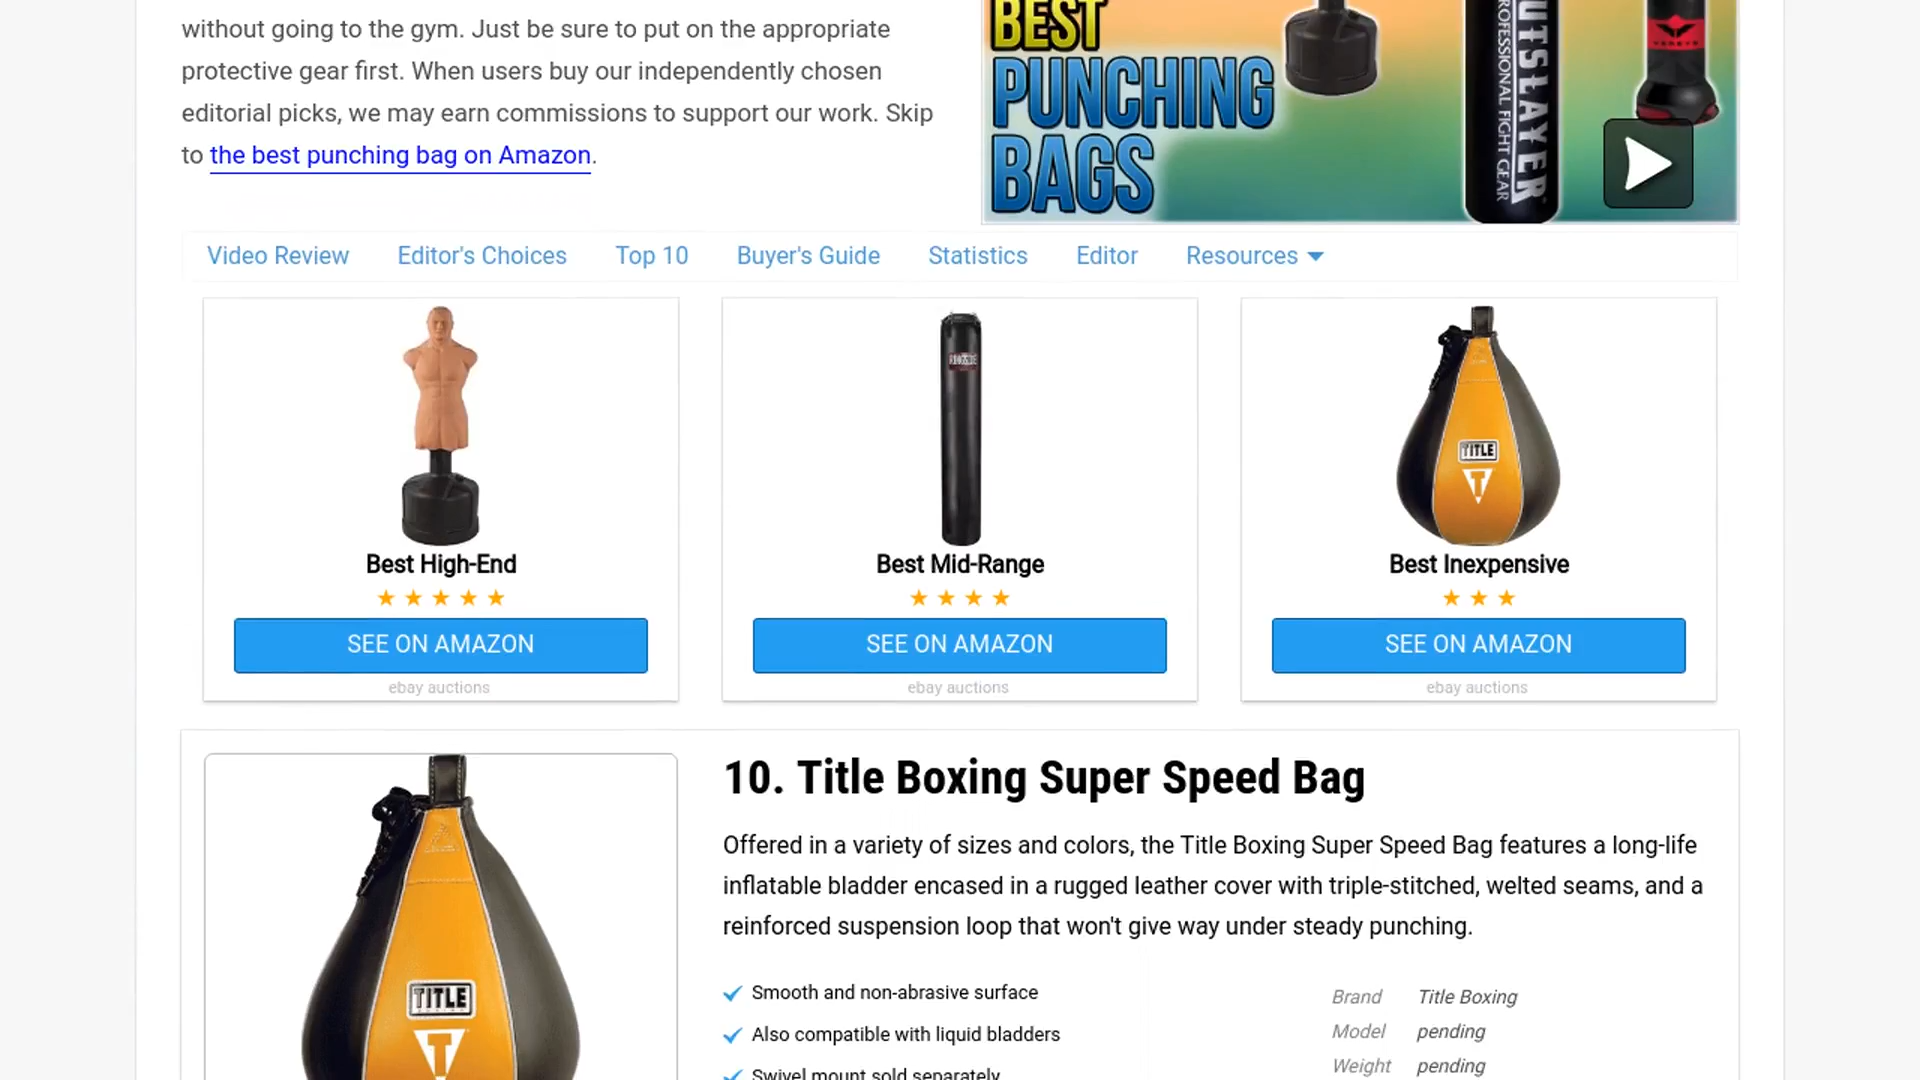 without going to the gym. Just be sure to put on the appropriate
protective gear first. When users buy our independently chosen
editorial picks, we may earn commissions to support our work. Skip
to the best punching bag on Amazon.
BEST
PUNCHING
BAGS
OUTSLAYER
PROFESSIONAL FIGHT GEAR
Video Review Editor's Choices Top 10 Buyer's Guide Statistics Editor Resources
RINGSIDE
TITLE
T
Best High-End Best Mid-Range Best Inexpensive
SEE ON AMAZON SEE ON AMAZON SEE ON AMAZON
ebay auctions ebay auctions ebay auctions
10. Title Boxing Super Speed Bag
Offered in a variety of sizes and colors, the Title Boxing Super Speed Bag features a long-life
inflatable bladder encased in a rugged leather cover with triple-stitched, welted seams, and a
reinforced suspension loop that won't give way under steady punching.
TITLE
T
Smooth and non-abrasive surface
Also compatible with liquid bladders
Swivel mount sold separately
Brand Title Boxing
Model pending
Weight pending